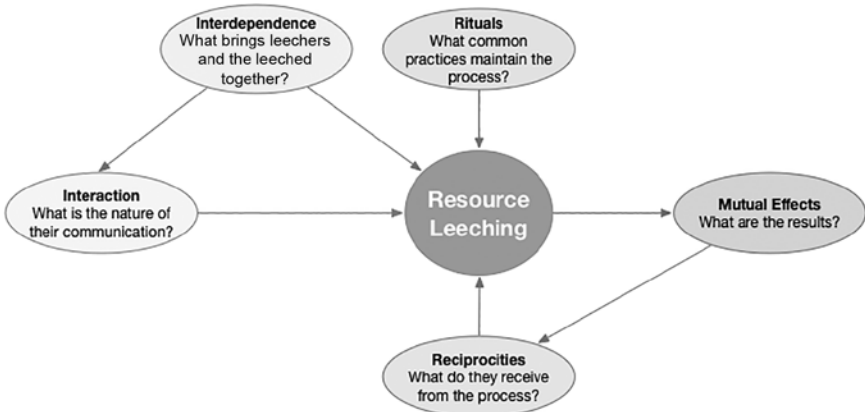 Interdependence
What brings leechers
and the leeched
together?
Rituals
What common
practices maintain the
process?
Interaction
What is the nature of
their communication?
Resource
Leeching
Mutual Effects
What are the results?
Reciprocities
What do they receive
from the process?